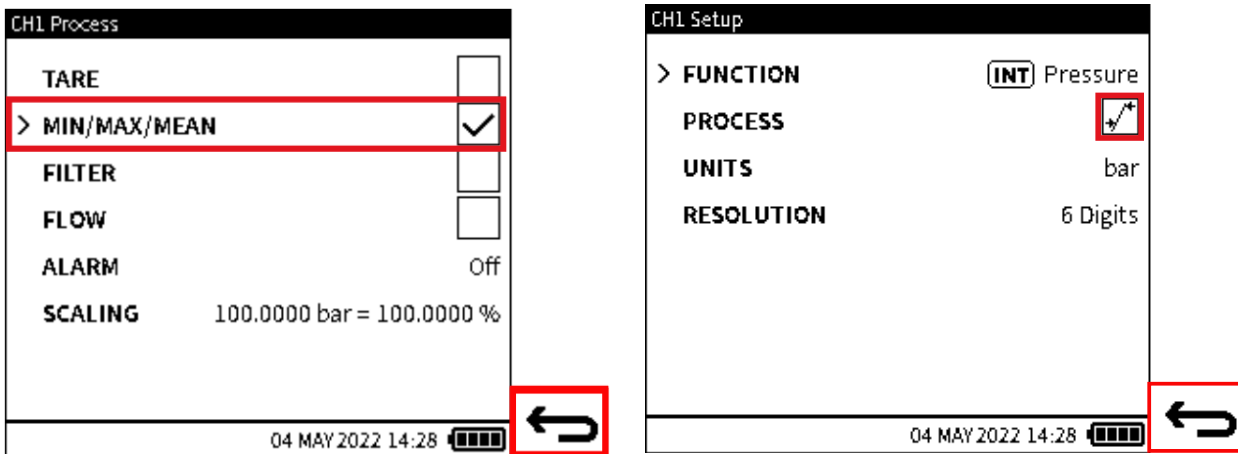 CH1 Process
TARE
> MIN/MAX/MEAN
FILTER
FLOW
ALARM Off
SCALING 100.0000 bar = 100.0000 %
04 MAY 2022 14:28
CH1 Setup
> FUNCTION INT Pressure
PROCESS
UNITS bar
RESOLUTION 6 Digits
04 MAY 2022 14:28